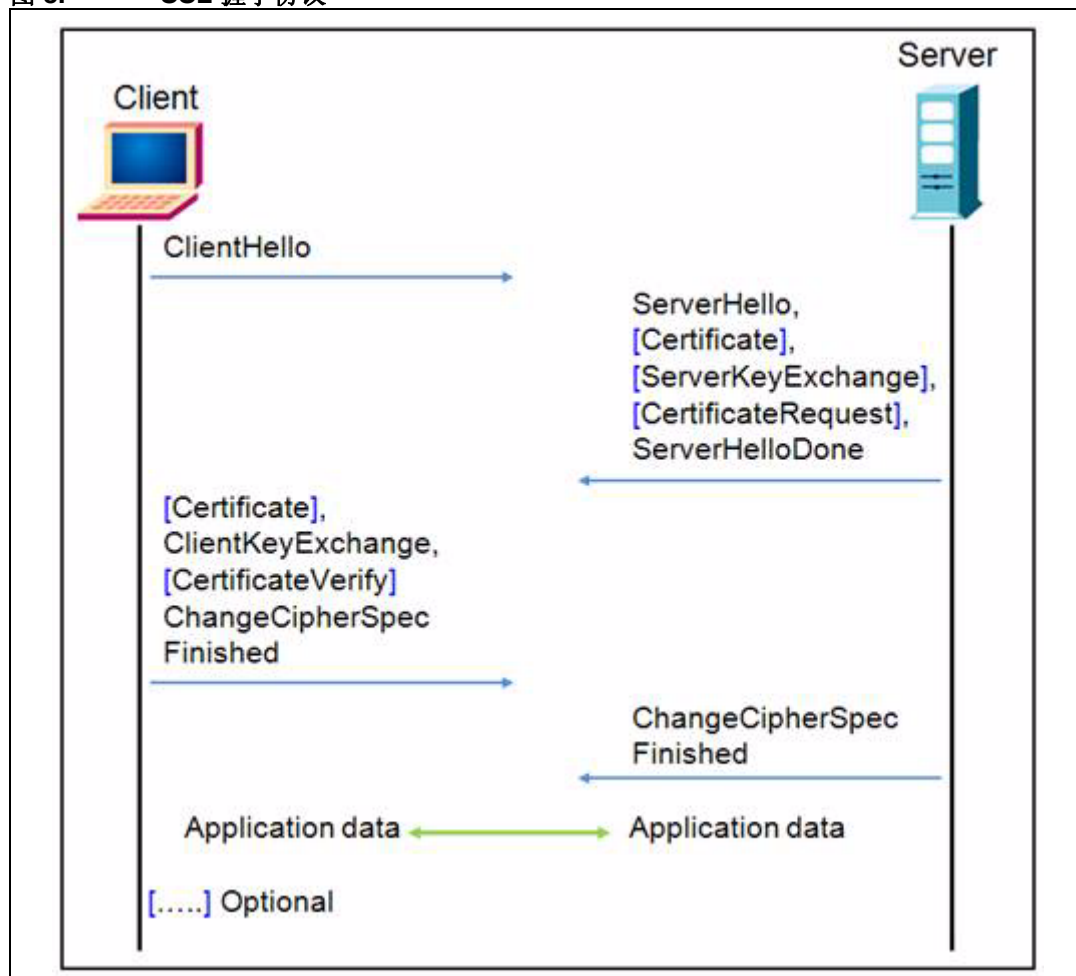 Server
Client
ClientHello
ServerHello,
[Certificate],
[ServerKeyExchange],
[CertificateRequest],
ServerHelloDone
[Certificate],
ClientKeyExchange,
[CertificateVerify]
ChangeCipherSpec
Finished
ChangeCipherSpec
Finished
Application data
Application data
[.....] Optional